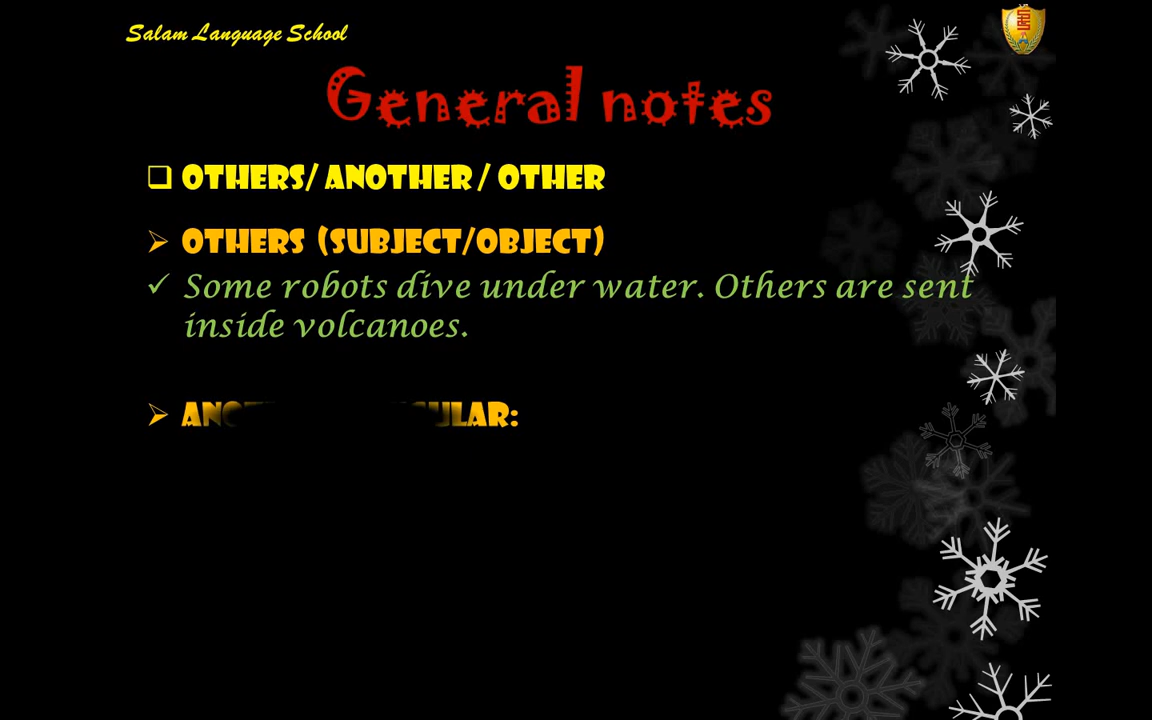 Salam Language School
General notes
OTHERS/ ANOTHER / OTHER
OTHERS (SUBJECT/OBJECT)
Some robots dive under water. Others are sent
inside volcanoes.